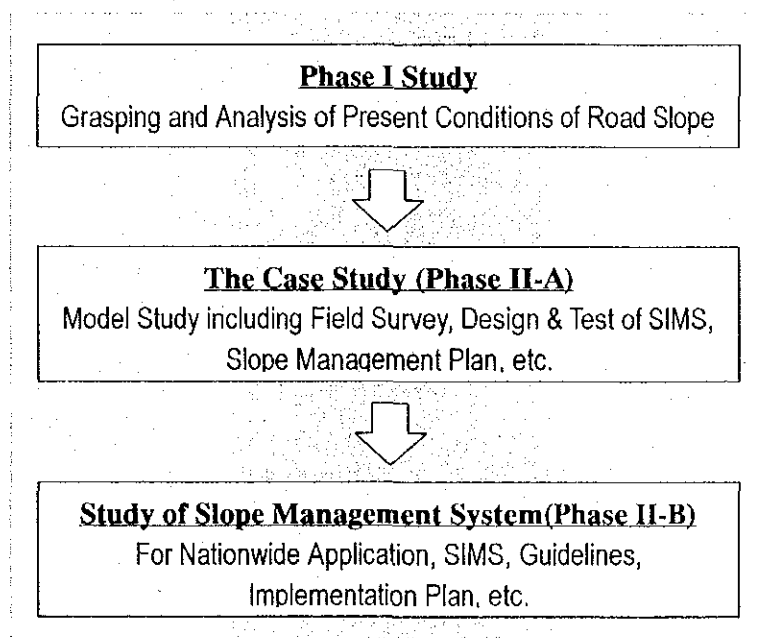 Phase I Study
Grasping and Analysis of Present Conditions of Road Slope
The Case Study (Phase II-A)
Model Study including Field Survey, Design & Test of SIMS,
Slope Management Plan, etc.
Study of Slope Management System(Phase II-B)
For Nationwide Application, SIMS, Guidelines,
Implementation Plan, etc.